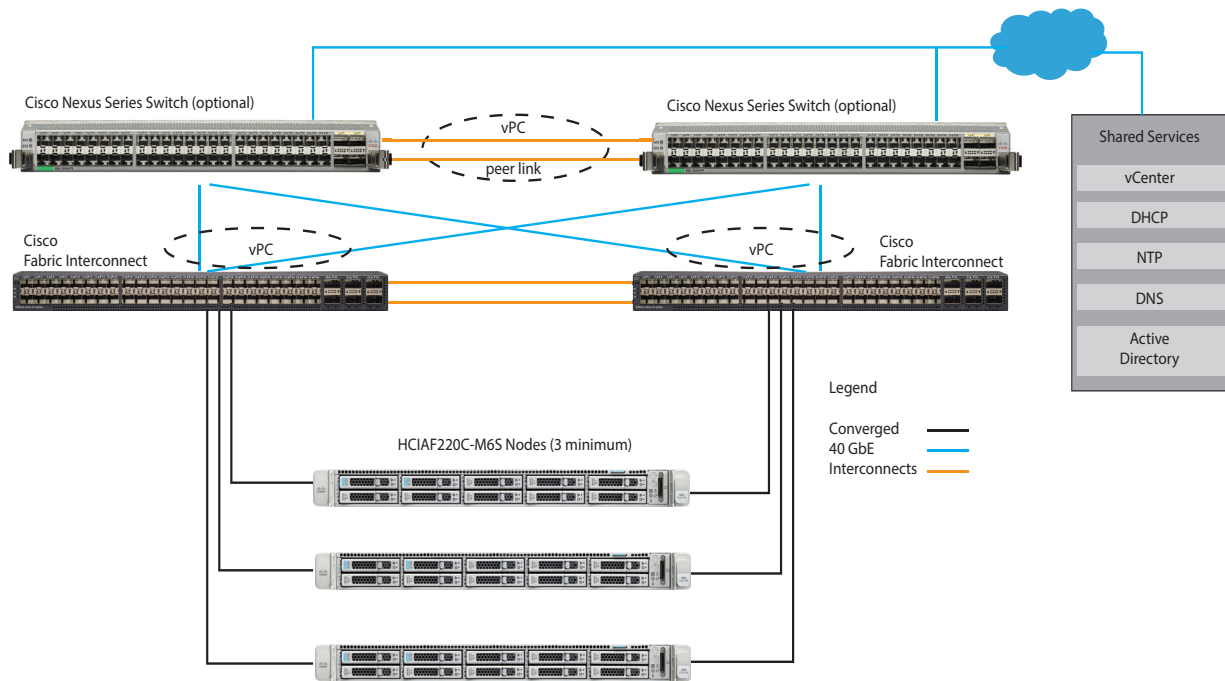 Cisco Nexus Series Switch (optional)
Cisco Nexus Series Switch (optional)
vPC
peer link
Shared Services
vCenter
DHCP
NTP
DNS
Active
Directory
Cisco
Fabric Interconnect
vPC
vPC
Cisco
Fabric Interconnect
Legend
Converged
40 GbE
Interconnects
HCIAF220C-M6S Nodes (3 minimum)